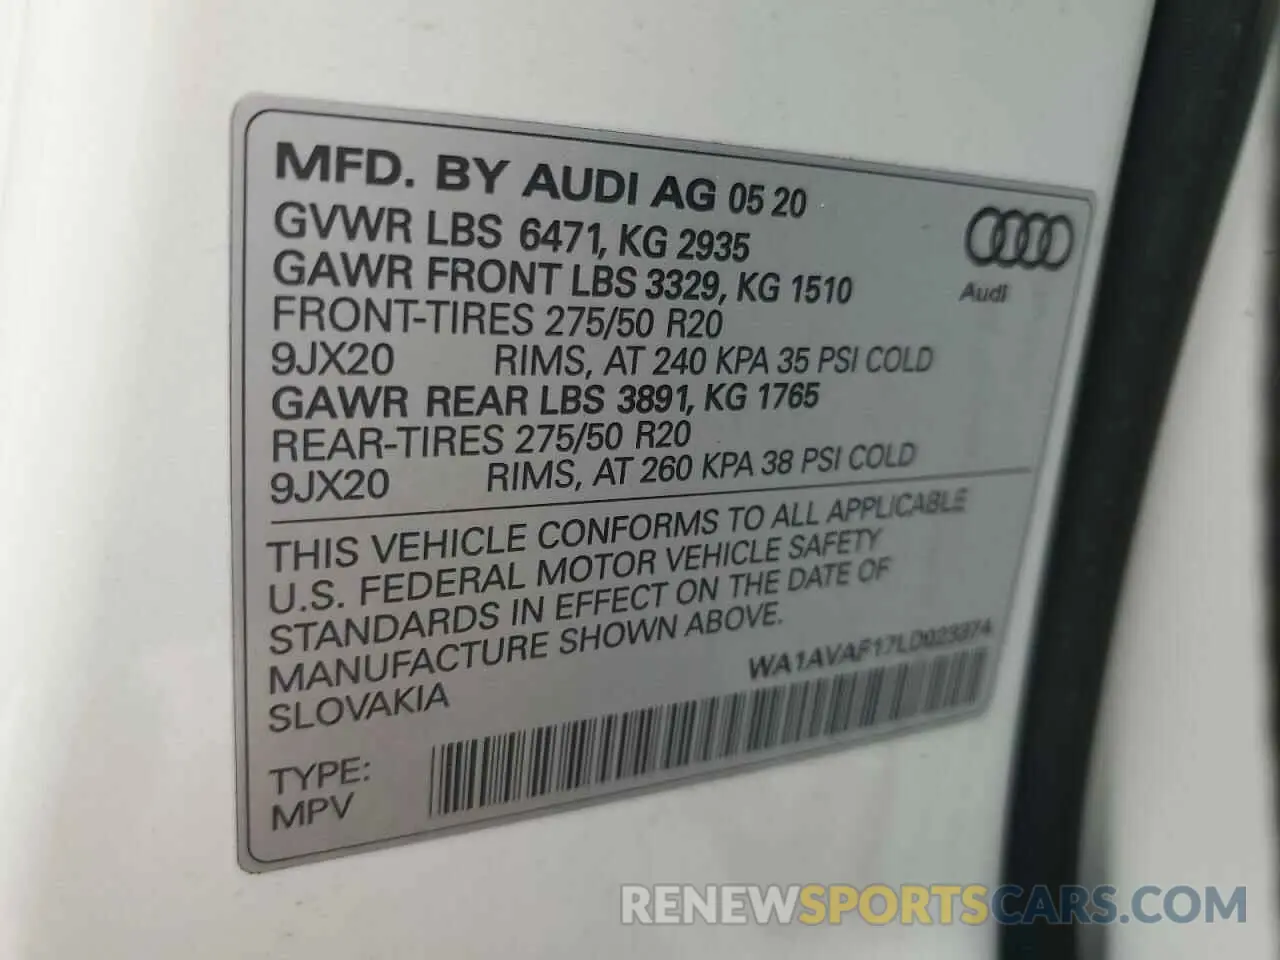 MFD. BY AUDI AG 05 20
GVWR LBS 6471, KG 2935
GAWR FRONT LBS 3329, KG 1510
FRONT-TIRES 275/50 R20
9JX20 RIMS, AT 240 KPA 35 PSI COLD
GAWR REAR LBS 3891, KG 1765
REAR-TIRES 275/50 R20
9JX20 RIMS, AT 260 KPA 38 PSI COLD
Audi
THIS VEHICLE CONFORMS TO ALL APPLICABLE
U.S. FEDERAL MOTOR VEHICLE SAFETY
STANDARDS IN EFFECT ON THE DATE OF
MANUFACTURE SHOWN ABOVE.
SLOVAKIA
WA1AVAF17LD023374
TYPE:
MPV
RENEWSPORTSCARS.COM